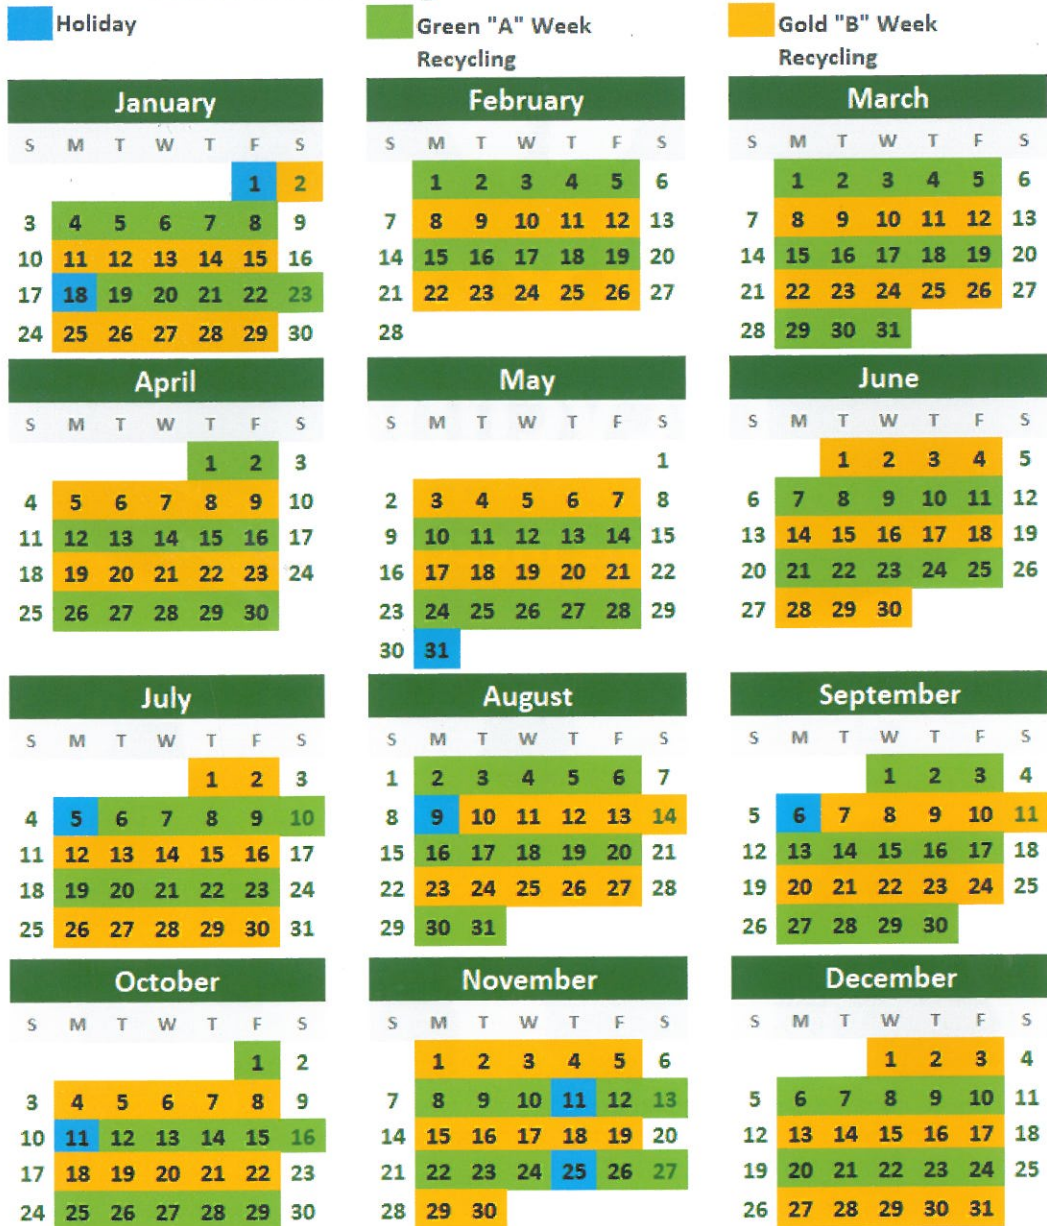 Holiday
Green "A" Week
Recycling
Gold "B" Week
Recycling
January
S M T W T F S
1 2
3 4 5 6 7 8 9
10 11 12 13 14 15 16
17 18 19 20 21 22 23
24 25 26 27 28 29 30
February
S M T W T F S
1 2 3 4 5 6
7 8 9 10 11 12 13
14 15 16 17 18 19 20
21 22 23 24 25 26 27
28
March
S M T W T F S
1 2 3 4 5 6
7 8 9 10 11 12 13
14 15 16 17 18 19 20
21 22 23 24 25 26 27
28 29 30 31
April
S M T W T F S
1 2 3
4 5 6 7 8 9 10
11 12 13 14 15 16 17
18 19 20 21 22 23 24
25 26 27 28 29 30
May
S M T W T F S
1
2 3 4 5 6 7 8
9 10 11 12 13 14 15
16 17 18 19 20 21 22
23 24 25 26 27 28 29
30 31
June
S M T W T F S
1 2 3 4 5
6 7 8 9 10 11 12
13 14 15 16 17 18 19
20 21 22 23 24 25 26
27 28 29 30
July
S M T W T F S
1 2 3
4 5 6 7 8 9 10
11 12 13 14 15 16 17
18 19 20 21 22 23 24
25 26 27 28 29 30 31
August
S M T W T F S
1 2 3 4 5 6 7
8 9 10 11 12 13 14
15 16 17 18 19 20 21
22 23 24 25 26 27 28
29 30 31
September
S M T W T F S
1 2 3 4
5 6 7 8 9 10 11
12 13 14 15 16 17 18
19 20 21 22 23 24 25
26 27 28 29 30
October
S M T W T F S
1 2
3 4 5 6 7 8 9
10 11 12 13 14 15 16
17 18 19 20 21 22 23
24 25 26 27 28 29 30
November
S M T W T F S
1 2 3 4 5 6
7 8 9 10 11 12 13
14 15 16 17 18 19 20
21 22 23 24 25 26 27
28 29 30
December
S M T W T F S
1 2 3 4
5 6 7 8 9 10 11
12 13 14 15 16 17 18
19 20 21 22 23 24 25
26 27 28 29 30 31